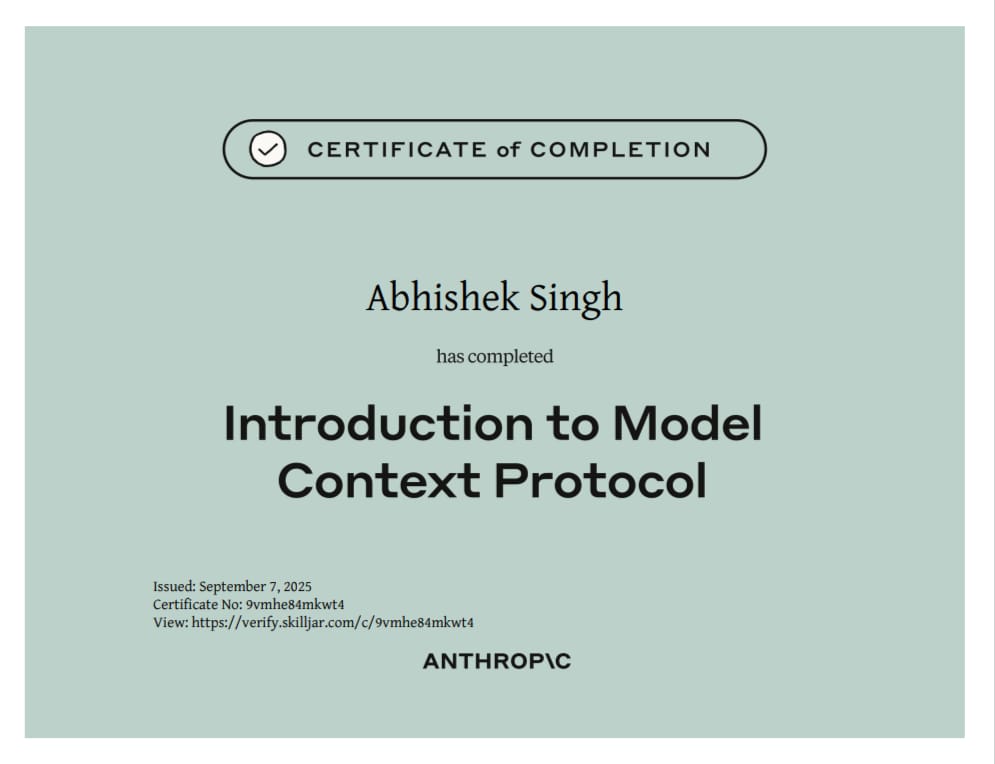 CERTIFICATE of COMPLETION
Abhishek Singh
has completed
Introduction to Model
Context Protocol
Issued: September 7, 2025
Certificate No: 9vmhe84mkwt4
View: https://verify.skilljar.com/c/9vmhe84mkwt4
ANTHROP\C